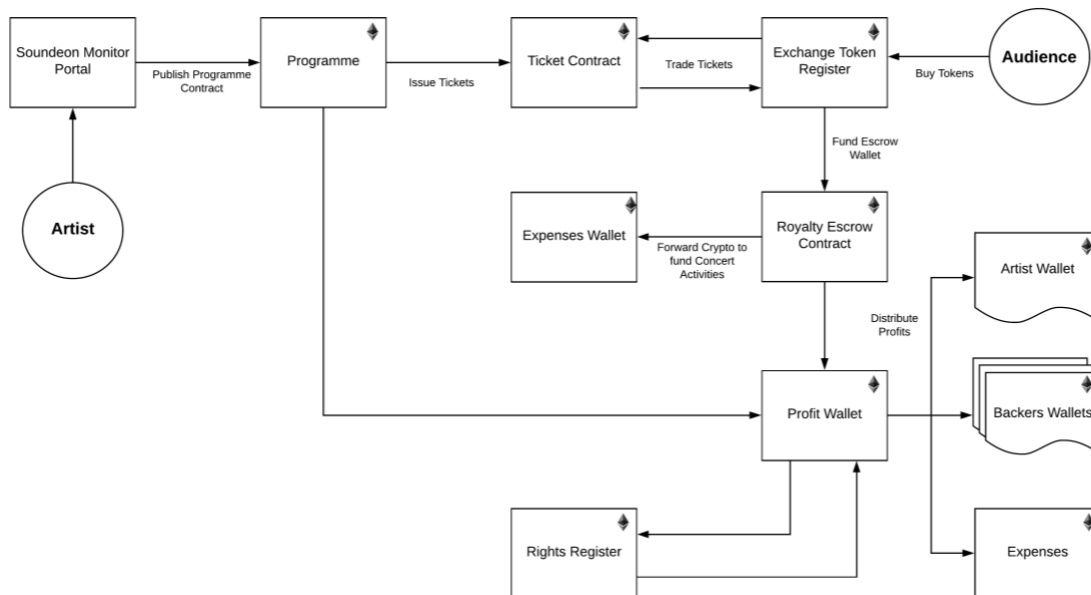 Soundeon Monitor
Portal
Publish Programme
Contract
Programme
Issue Tickets
Ticket Contract
Trade Tickets
Exchange Token
Register
Buy Tokens
Audience
Artist
Fund Escrow
Wallet
Expenses Wallet
Forward Crypto to
fund Concert
Activities
Royalty Escrow
Contract
Artist Wallet
Distribute
Profits
Profit Wallet
Backers Wallets
Rights Register
Expenses